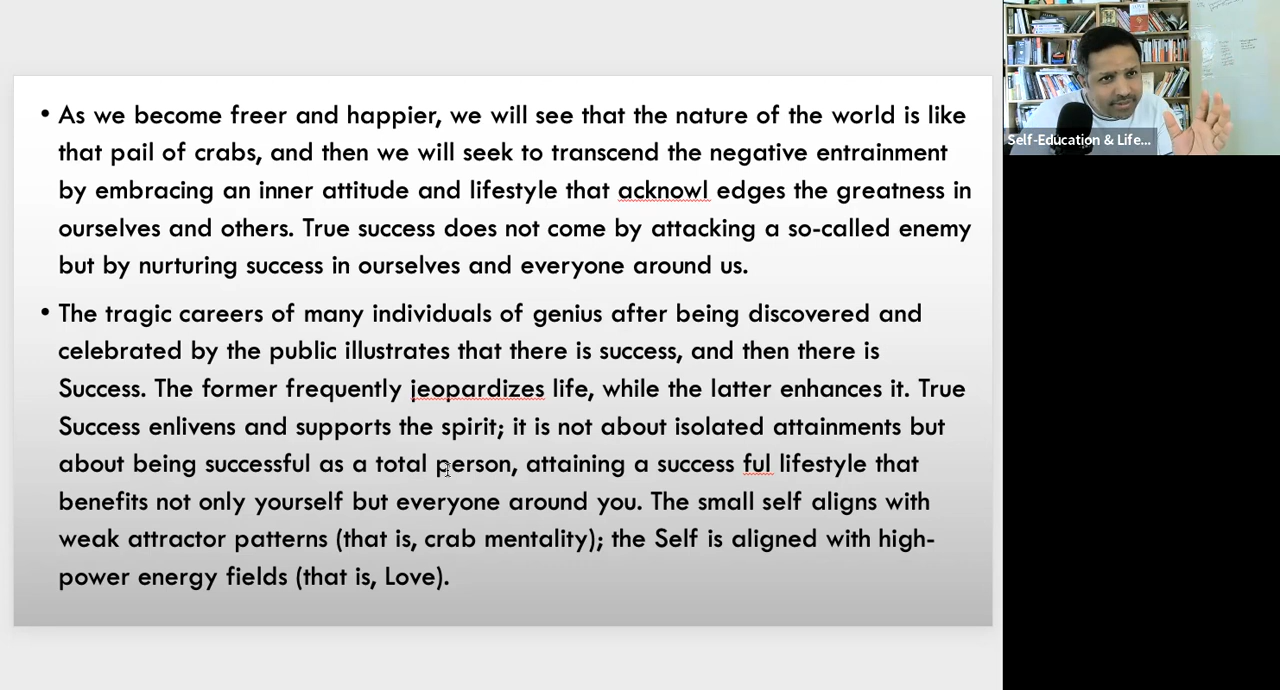 • As we become freer and happier, we will see that the nature of the world is like
that pail of crabs, and then we will seek to transcend the negative entrainment
by embracing an inner attitude and lifestyle that acknowl edges the greatness in
ourselves and others. True success does not come by attacking a so-called enemy
but by nurturing success in ourselves and everyone around us.
• The tragic careers of many individuals of genius after being discovered and
celebrated by the public illustrates that there is success, and then there is
Success. The former frequently jeopardizes life, while the latter enhances it. True
Success enlivens and supports the spirit; it is not about isolated attainments but
about being successful as a total person, attaining a success ful lifestyle that
benefits not only yourself but everyone around you. The small self aligns with
weak attractor patterns (that is, crab mentality); the Self is aligned with high-
power energy fields (that is, Love).
Self-Education & Life...